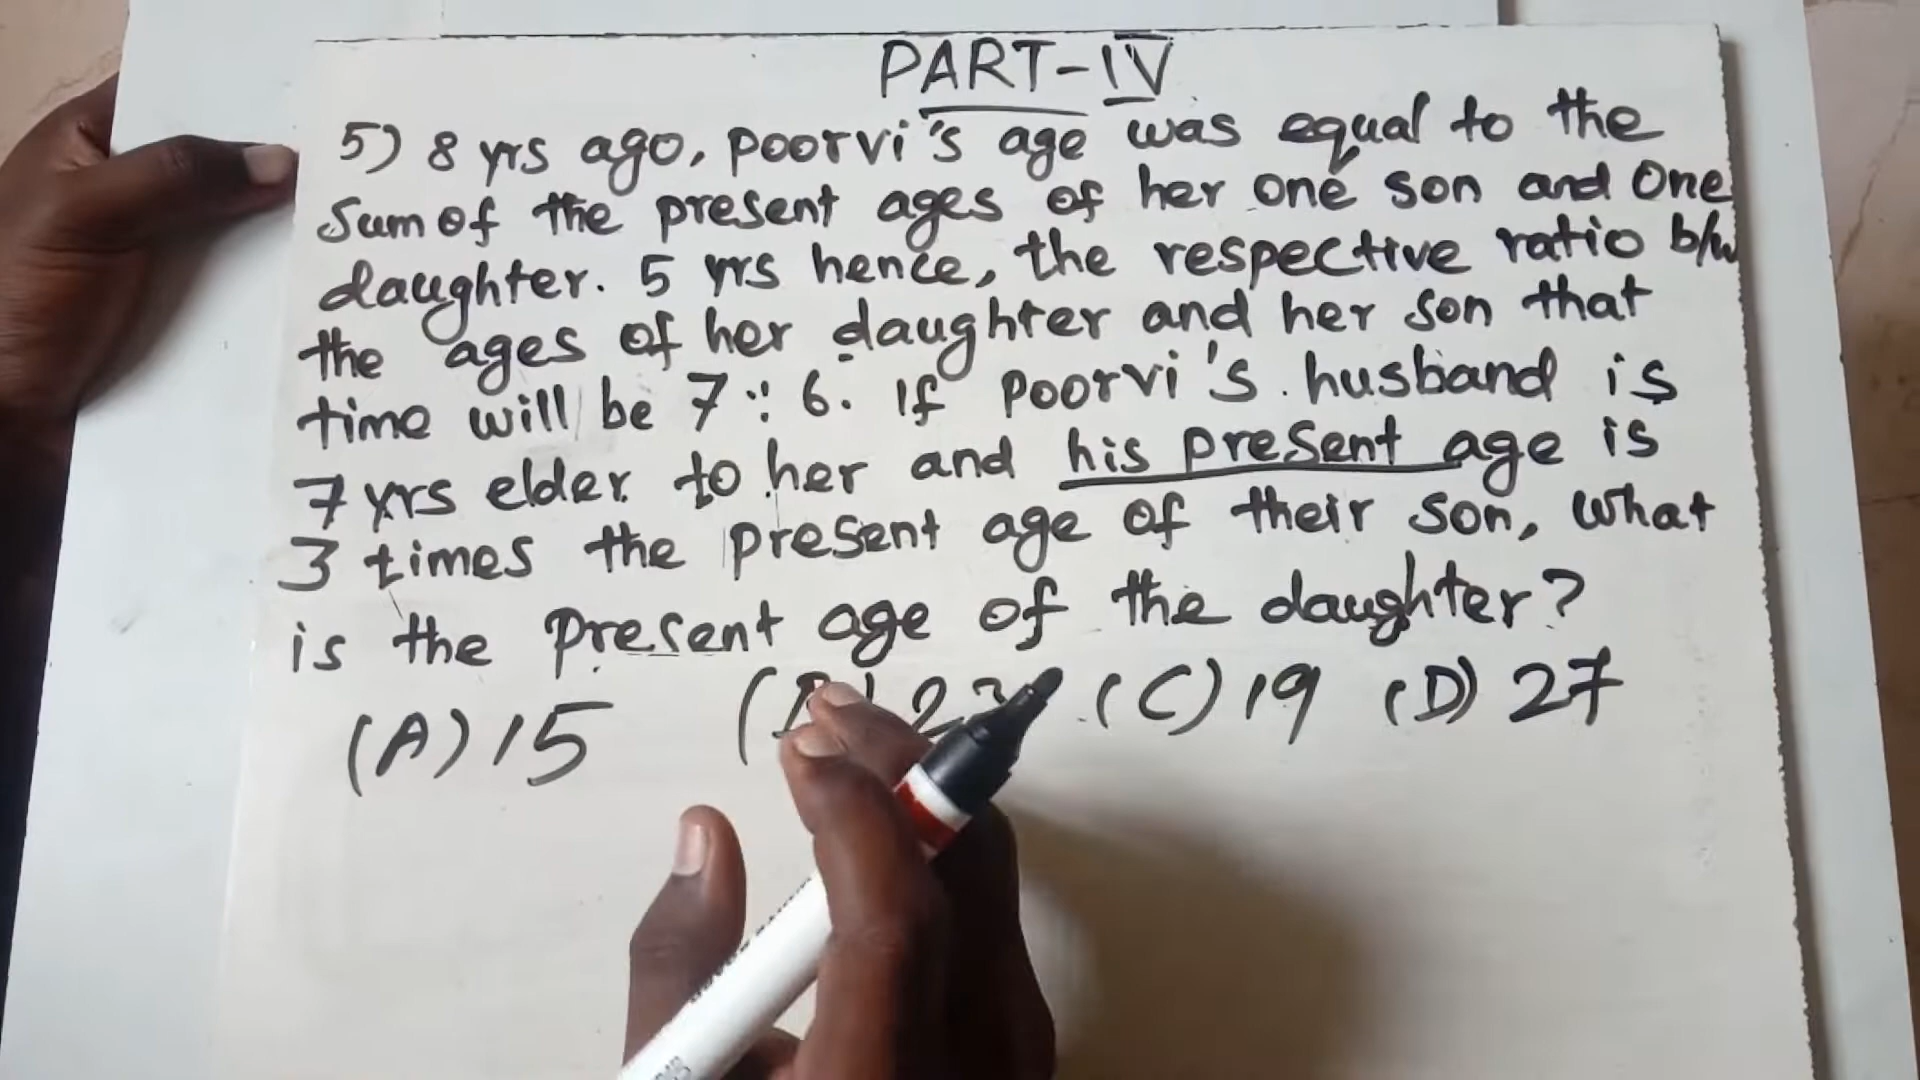 PART-IV
5) 8 yrs ago, poorvi's age was equal to the
Sum of the present ages of her one son and One
daughter. 5 yrs hence, the respective ratio b/w
the ages of her daughter and her son that
time will be 7 : 6. If poorvi's husband is
7 yrs elder to her and his present age is
3 times the present age of their son, what
is the present age of the daughter?
(A) 15 (C) 19 (D) 27